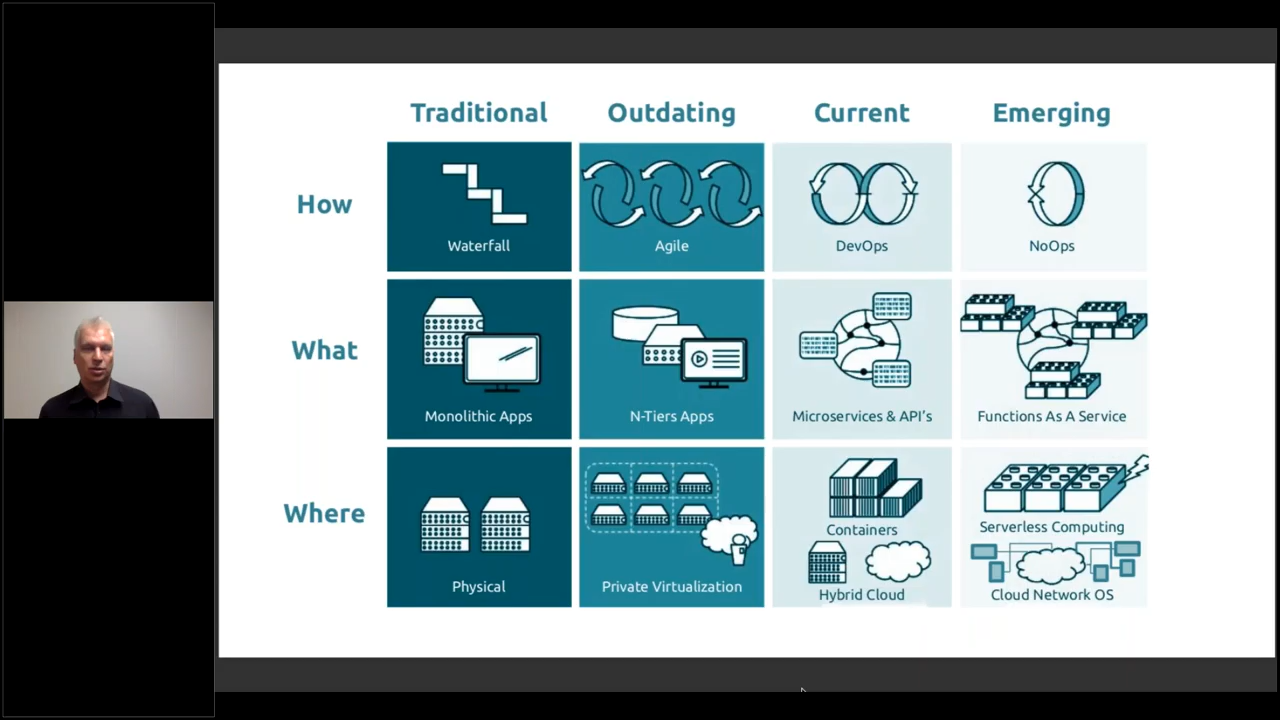 Traditional
Outdating
Current
Emerging
How
Waterfall
Agile
DevOps
NoOps
What
Monolithic Apps
N-Tiers Apps
Microservices & API's
Functions As A Service
Where
Physical
Private Virtualization
Containers
Hybrid Cloud
Serverless Computing
Cloud Network OS